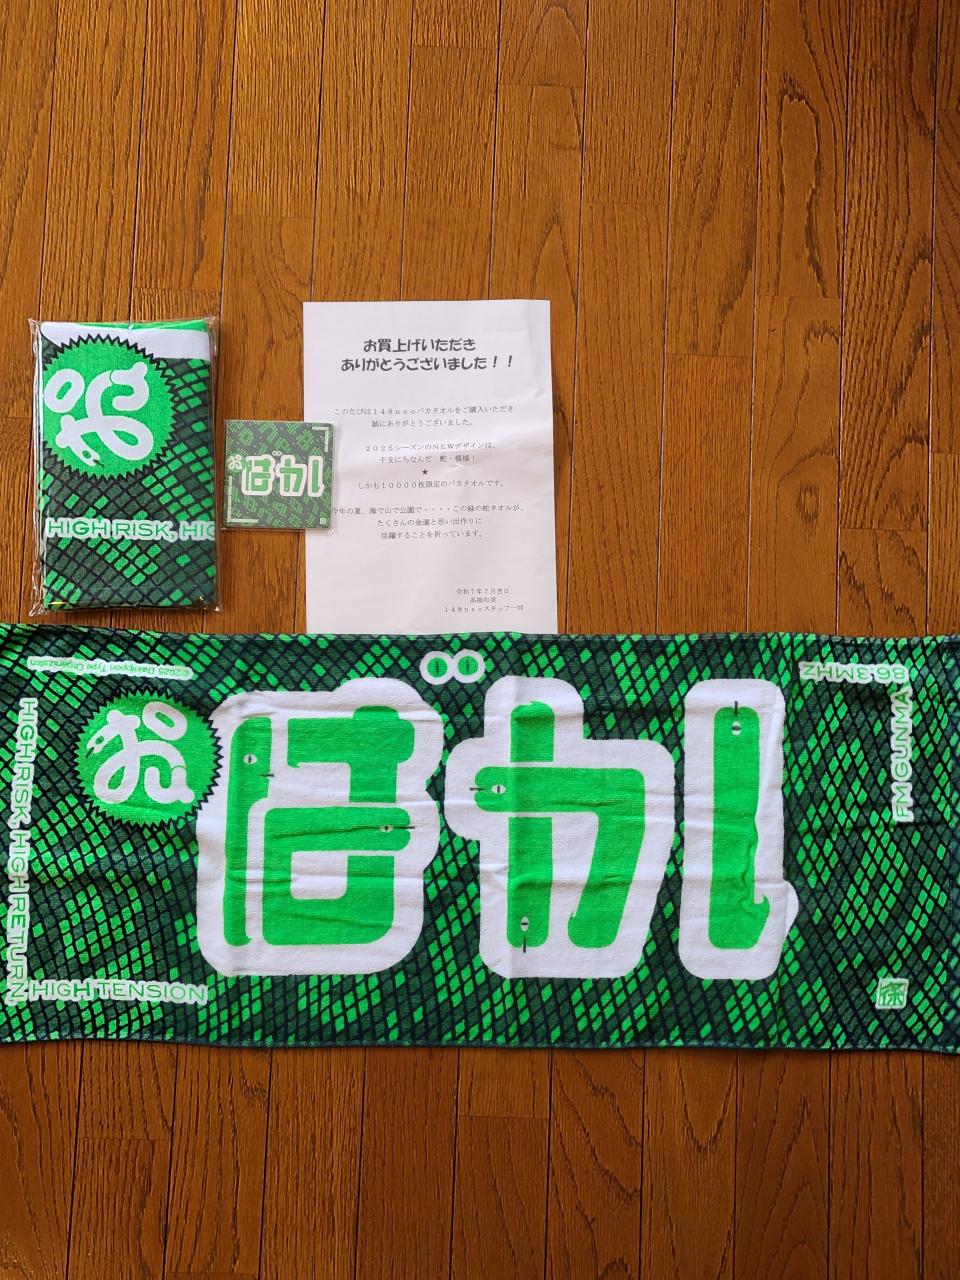 お
HIGH RISK, HIG
お
ばカ
し
お買上げいただき
ありがとうございました！！
このたびは１４８ｎｅｏバカタオルをご購入いただき
誠にありがとうございました。
２０２５シーズンのＮＥＷデザインは、
干支にちなんだ　蛇・模様！
★
しかも１００００枚限定のバカタオルです。
今年の夏、海で山で公園で・・・・この緑の蛇タオルが、
たくさんの金運と思い出作りに
活躍することを祈っています。
令和７年７月吉日
高橋和実
１４８ｎｅｏスタッフ一同
©2025 Dainippon Type Organization
86.3MHZ
FM GUNMA
お
ばカし
HIGH RISK, HIGH RETURN
HIGH TENSION